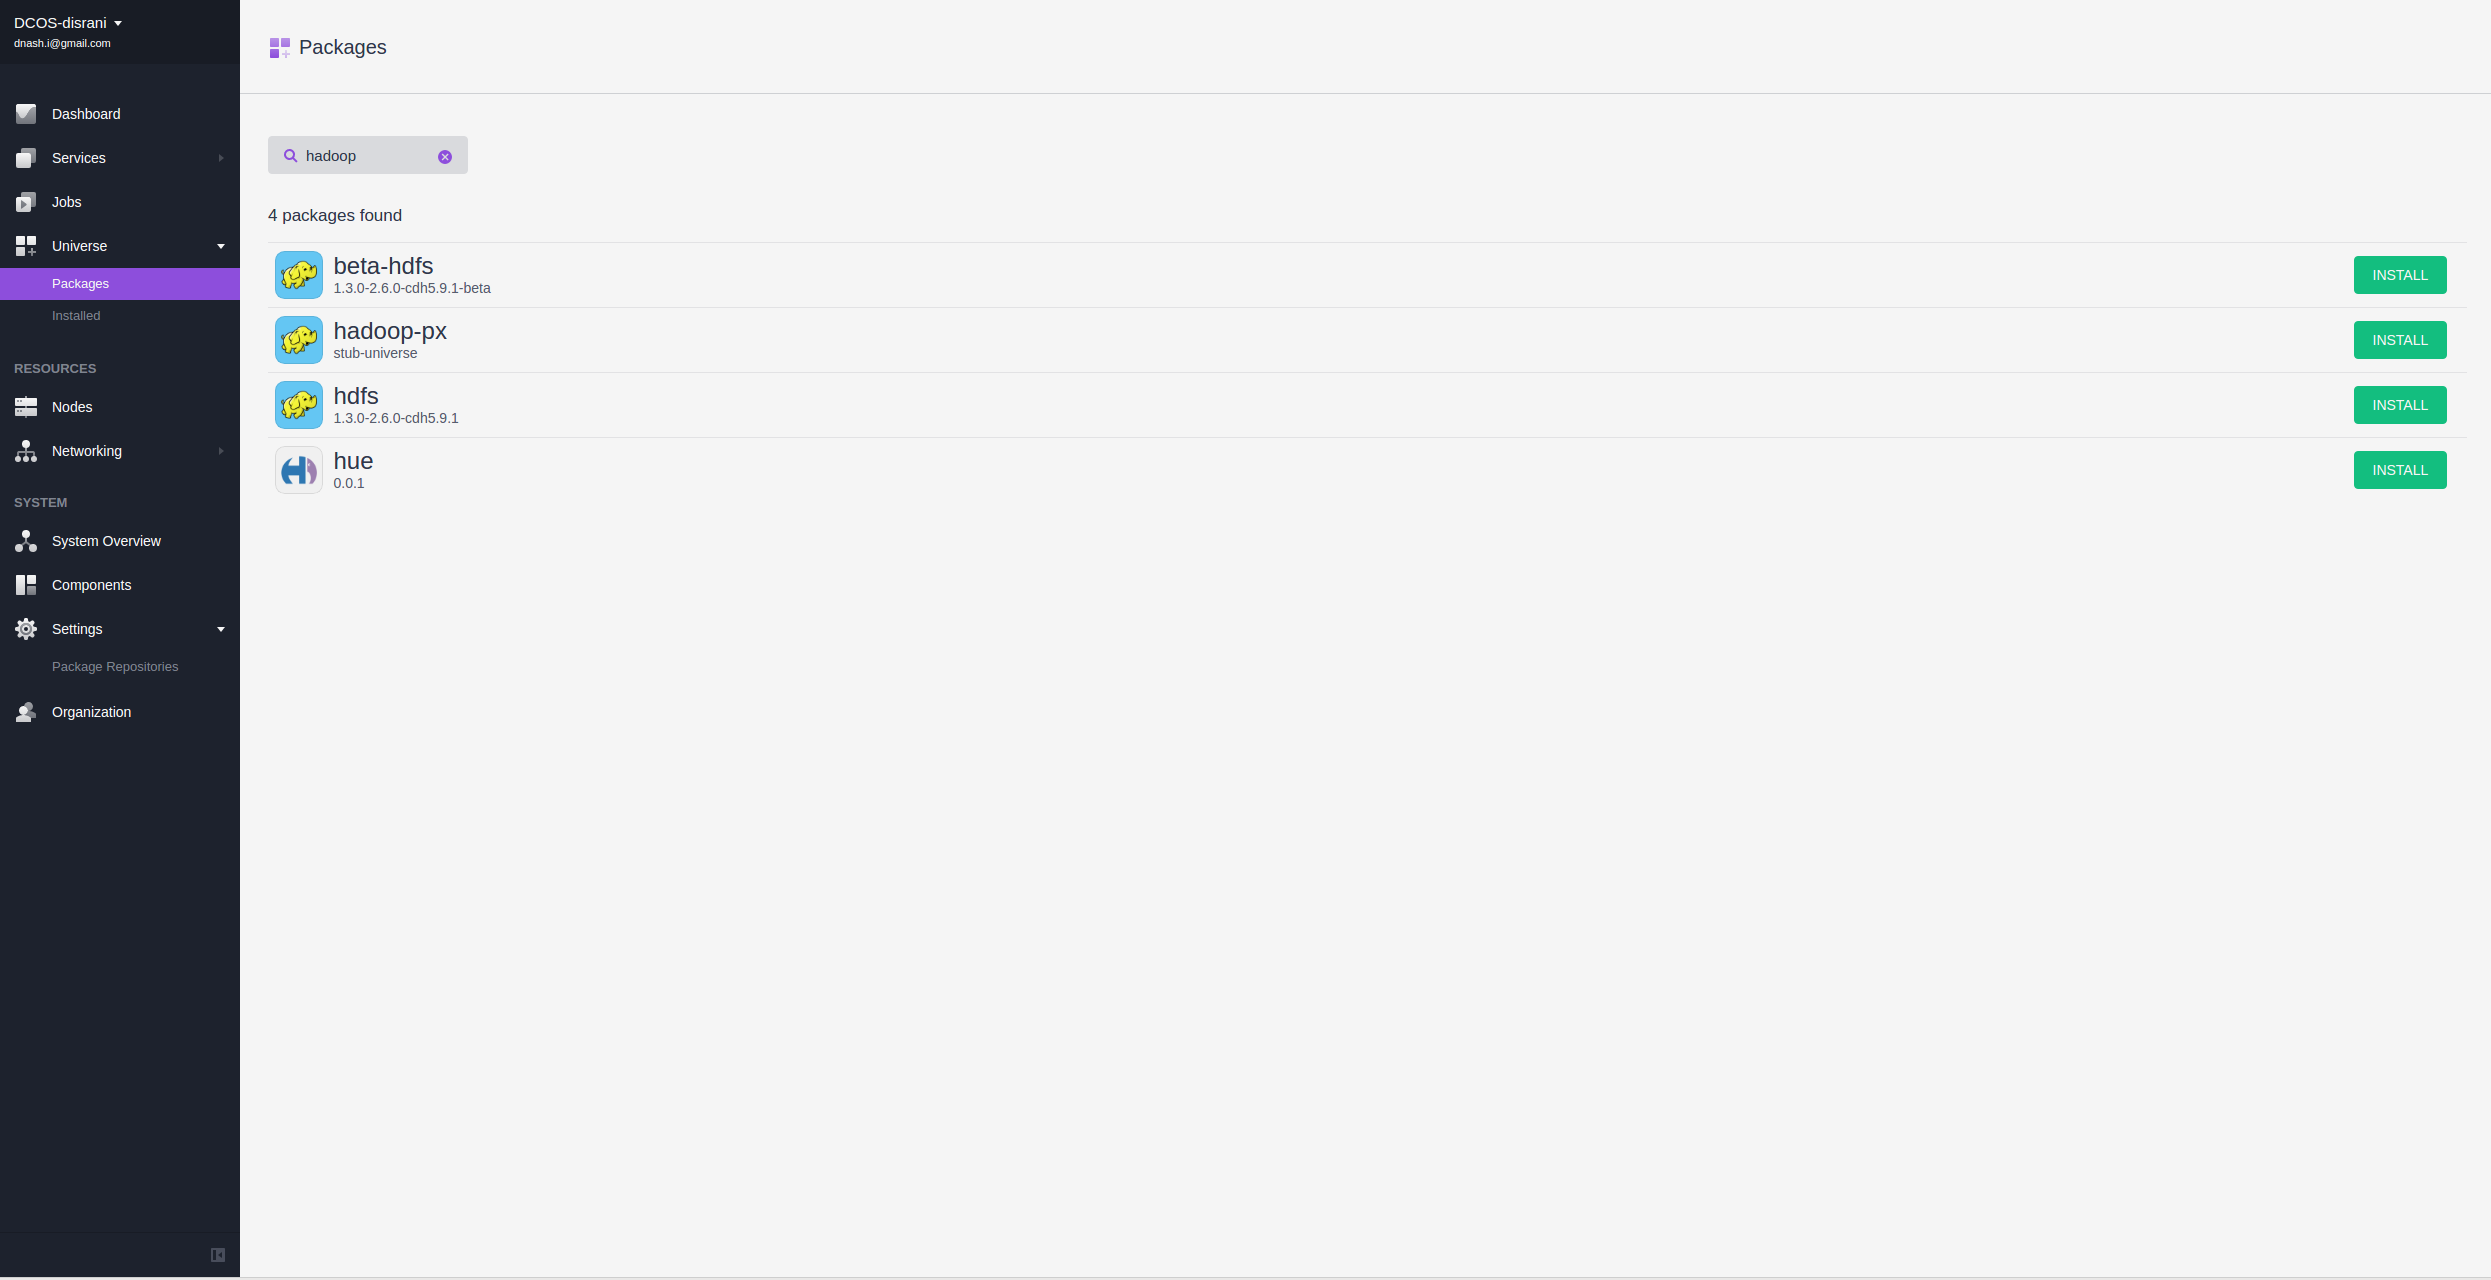 DCOS-disrani
dnash.i@gmail.com
Dashboard
Services
Jobs
Universe
Packages
Installed
RESOURCES
Nodes
Networking
SYSTEM
System Overview
Components
Settings
Package Repositories
Organization
Packages
hadoop
4 packages found
beta-hdfs
1.3.0-2.6.0-cdh5.9.1-beta
INSTALL
hadoop-px
stub-universe
INSTALL
hdfs
1.3.0-2.6.0-cdh5.9.1
INSTALL
hue
0.0.1
INSTALL